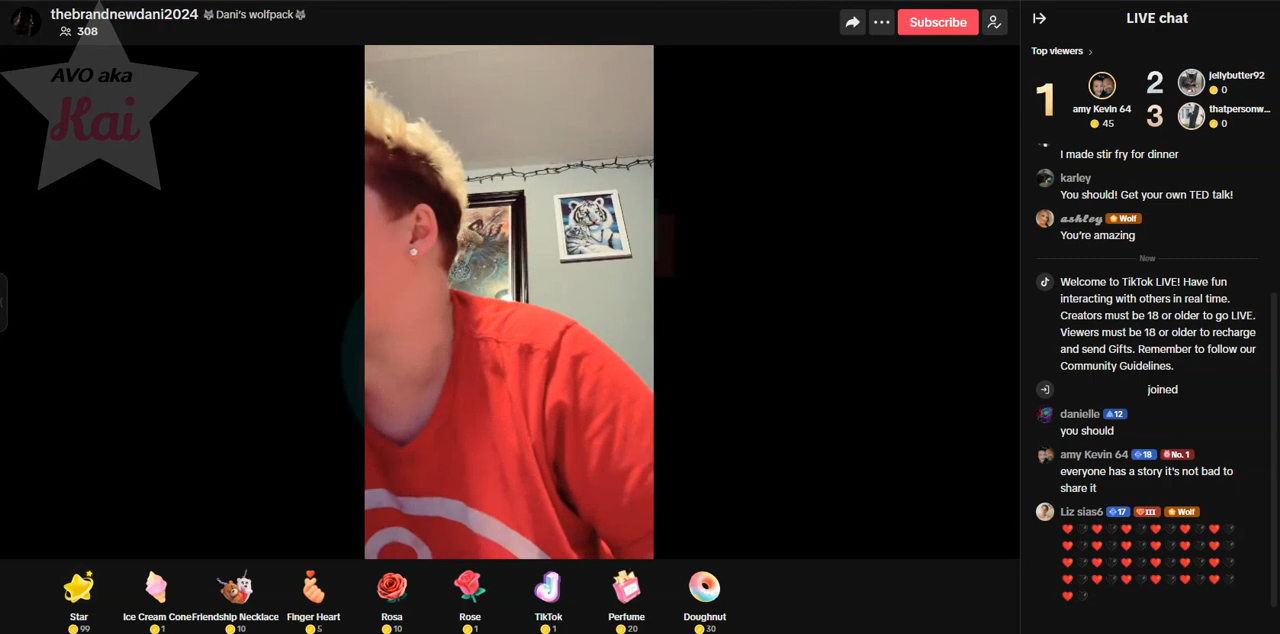 thebrandnewdani2024 🐺Dani's wolfpack🐺
308
Subscribe
AVO aka
Kai
LIVE chat
Top viewers
1
amy Kevin 64
45
2
jellybutter92
0
3
thatpersonw...
0
I made stir fry for dinner
karley
You should! Get your own TED talk!
𝓪𝓼𝓱𝓵𝓮𝔂 Wolf
You're amazing
New
Welcome to TikTok LIVE! Have fun
interacting with others in real time.
Creators must be 18 or older to go LIVE.
Viewers must be 18 or older to recharge
and send Gifts. Remember to follow our
Community Guidelines.
joined
danielle 12
you should
amy Kevin 64 18 No. 1
everyone has a story it's not bad to
share it
Liz sias6 17 III Wolf
Star
99
Ice Cream Cone
1
Friendship Necklace
10
Finger Heart
5
Rosa
10
Rose
1
TikTok
1
Perfume
20
Doughnut
30